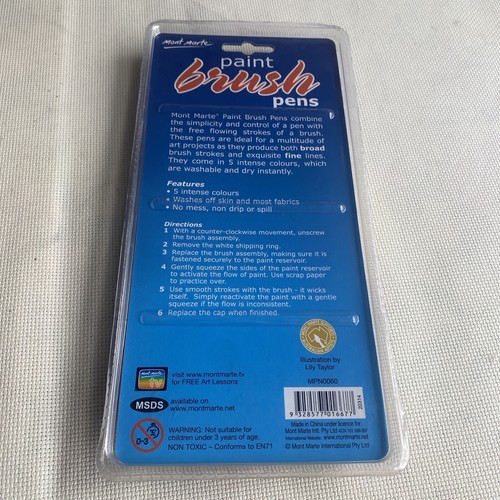 Mont Marte
paint
brush
pens
Mont Marte® Paint Brush Pens combine
the simplicity and control of a pen with
the free flowing strokes of a brush.
These pens are ideal for a multitude of
art projects as they produce both broad
brush strokes and exquisite fine lines.
They come in 5 intense colours, which
are washable and dry instantly.
Features
• 5 intense colours
• Washes off skin and most fabrics
• No mess, non drip or spill
Directions
1 With a counter-clockwise movement, unscrew
the brush assembly.
2 Remove the white shipping ring.
3 Replace the brush assembly, making sure it is
fastened securely to the paint reservoir.
4 Gently squeeze the sides of the paint reservoir
to activate the flow of paint. Use scrap paper
to practice over.
5 Use smooth strokes with the brush - it wicks
itself. Simply reactivate the paint with a gentle
squeeze if the flow is inconsistent.
6 Replace the cap when finished.
Illustration by
Lily Taylor
mont marte
visit www.montmarte.tv
for FREE Art Lessons
MPN0060
MSDS
available on
www.montmarte.net
20314
9 328577 016677
0-3
WARNING: Not suitable for
children under 3 years of age.
NON TOXIC - Conforms to EN71
Made in China under licence for
Mont Marte Int. Pty Ltd
International Website: www.montmarte.net
© Mont Marte International Pty Ltd